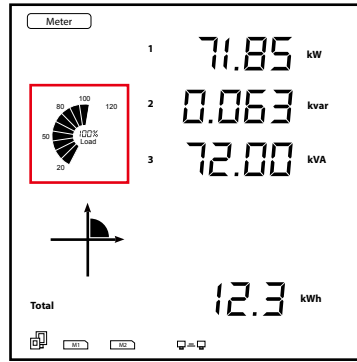 Meter
1 71.85 kW
80 100 120
50 100% Load
20
2 0.063 kvar
3 72.00 kVA
Total 12.3 kWh
M1 M2